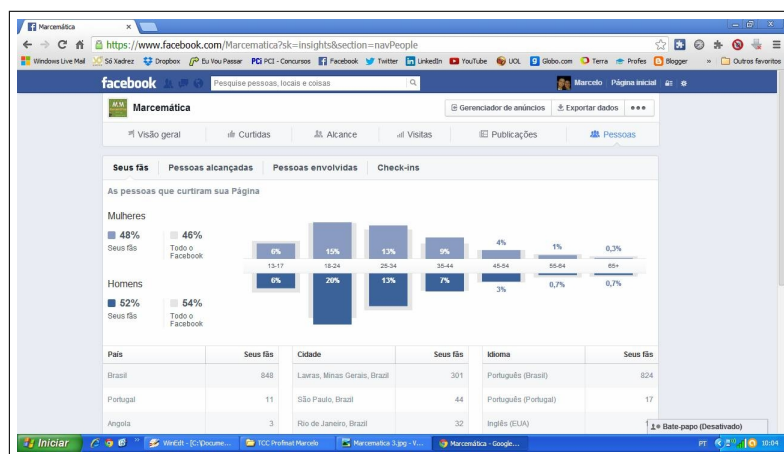 Marcemática
https://www.facebook.com/Marcematica?sk=insights&section=navPeople
Windows Live Mail Só Xadrez Dropbox Eu Vou Passar PCi PCI - Concursos Facebook Twitter LinkedIn YouTube UOL Globo.com Terra Profes Blogger » Outros favoritos
facebook Pesquise pessoas, locais e coisas Marcelo Página inicial
Marcemática Gerenciador de anúncios Exportar dados
Visão geral Curtidas Alcance Visitas Publicações Pessoas
Seus fãs Pessoas alcançadas Pessoas envolvidas Check-ins
As pessoas que curtiram sua Página
Mulheres
48% 46%
Seus fãs Todo o Facebook
6% 15% 13% 9% 4% 1% 0,3%
13-17 18-24 25-34 35-44 45-54 55-64 65+
6% 20% 13% 7% 3% 0,7% 0,7%
Homens
52% 54%
Seus fãs Todo o Facebook
País Seus fãs Cidade Seus fãs Idioma Seus fãs
Brasil 848 Lavras, Minas Gerais, Brazil 301 Português (Brasil) 824
Portugal 11 São Paulo, Brazil 44 Português (Portugal) 17
Angola 3 Rio de Janeiro, Brazil 32 Inglês (EUA)
Bate-papo (Desativado)
Iniciar WinEdt - [C:\Docume... TCC Profmat Marcelo Marcematica 3.jpg - V... Marcemática - Google... PT 10:04